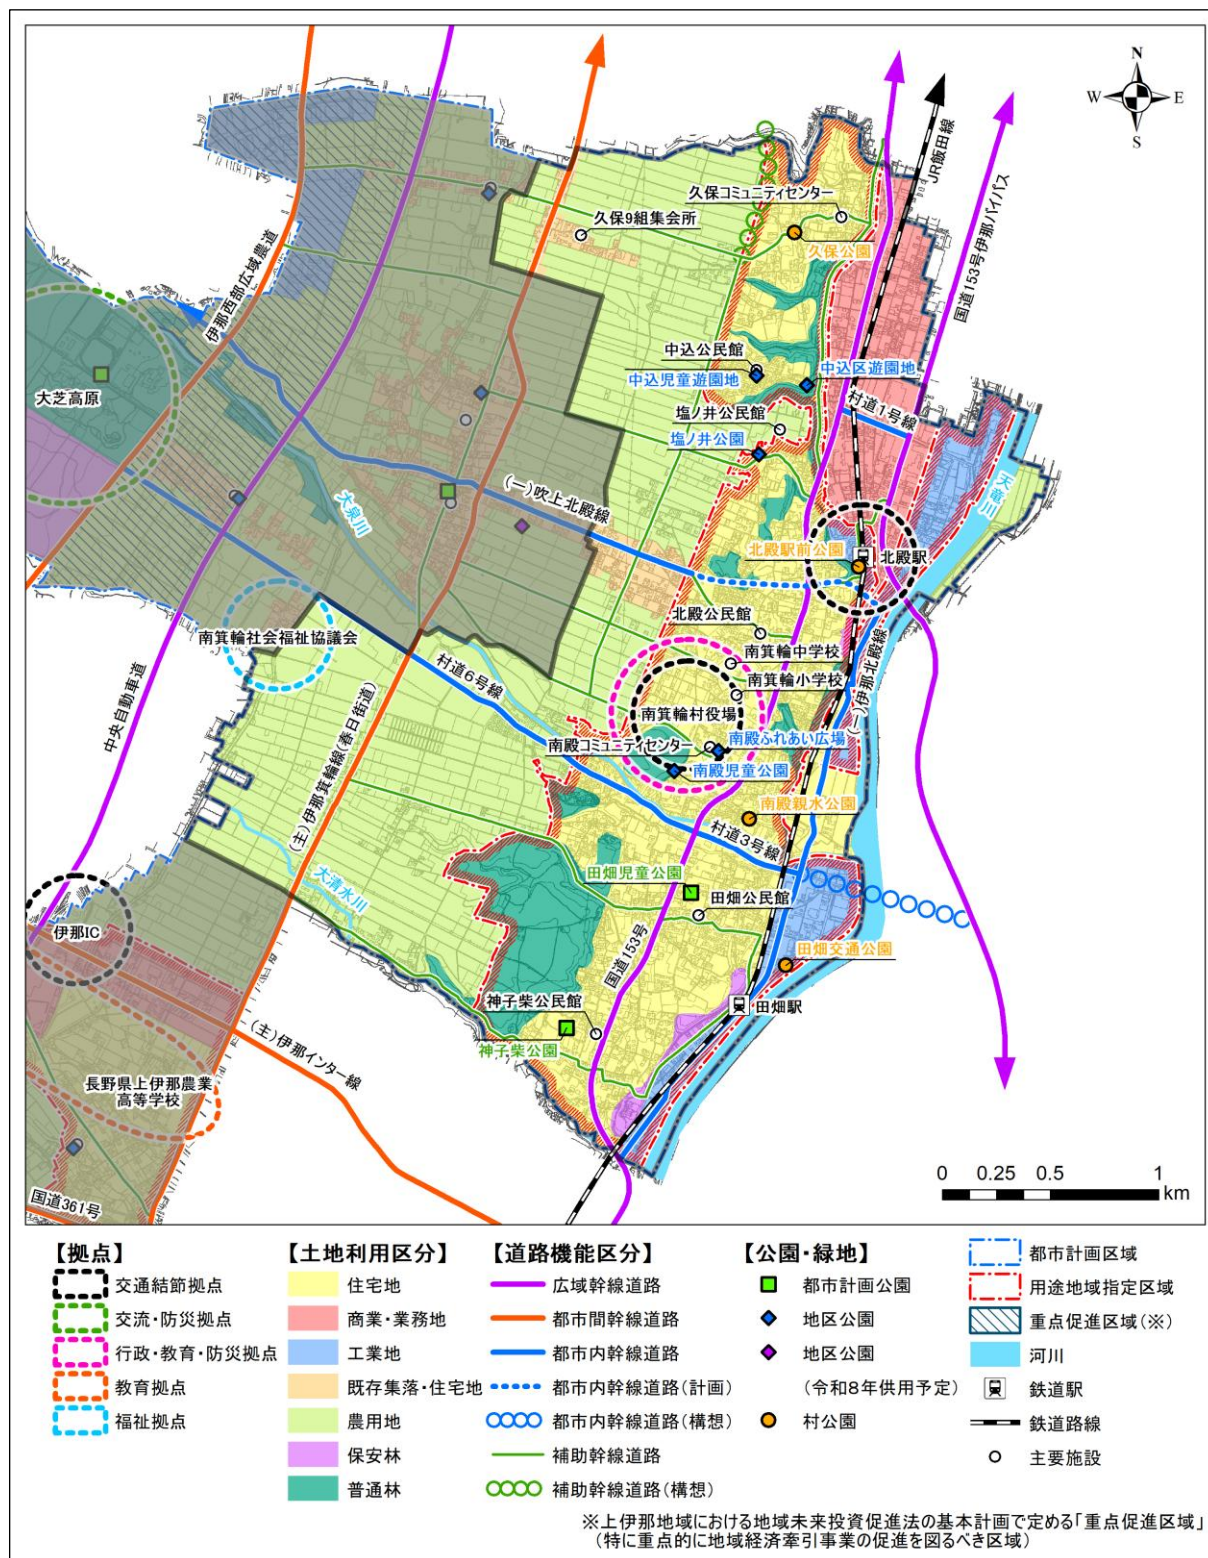 N
W
E
S
JR飯田線
国道153号伊那バイパス
久保コミュニティセンター
久保9組集会所
久保公園
伊那西部広域農道
大芝高原
中込公民館
中込児童遊園地
中込区遊園地
村道1号線
塩ノ井公民館
塩ノ井公園
天竜川
大泉川
(一)吹上北殿線
北殿駅前公園
北殿駅
北殿公民館
南箕輪社会福祉協議会
村道6号線
南箕輪中学校
南箕輪小学校
(一)伊那北殿線
南箕輪村役場
中央自動車道
南殿コミュニティセンター
南殿ふれあい広場
南殿児童公園
(主)伊那箕輪線(春日街道)
南殿親水公園
村道3号線
大清水川
田畑児童公園
田畑公民館
伊那IC
国道153号
田畑交通公園
神子柴公民館
田畑駅
神子柴公園
(主)伊那インター線
長野県上伊那農業
高等学校
国道361号
0 0.25 0.5 1
km
【拠点】
交通結節拠点
交流・防災拠点
行政・教育・防災拠点
教育拠点
福祉拠点
【土地利用区分】
住宅地
商業・業務地
工業地
既存集落・住宅地
農用地
保安林
普通林
【道路機能区分】
広域幹線道路
都市間幹線道路
都市内幹線道路
都市内幹線道路(計画)
都市内幹線道路(構想)
補助幹線道路
補助幹線道路(構想)
【公園・緑地】
都市計画公園
地区公園
地区公園
(令和8年供用予定)
村公園
都市計画区域
用途地域指定区域
重点促進区域(※)
河川
鉄道駅
鉄道路線
主要施設
※上伊那地域における地域未来投資促進法の基本計画で定める「重点促進区域」
(特に重点的に地域経済牽引事業の促進を図るべき区域)